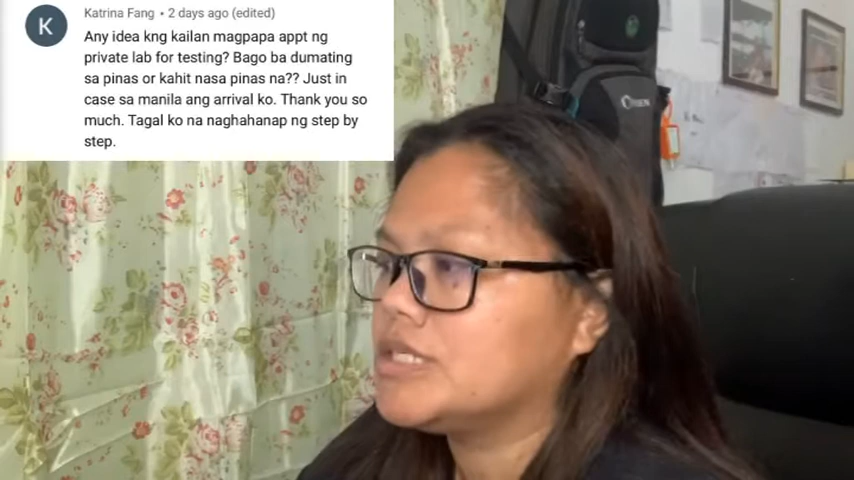 Katrina Fang • 2 days ago (edited)
K
Any idea kng kailan magpapa appt ng
private lab for testing? Bago ba dumating
sa pinas or kahit nasa pinas na?? Just in
case sa manila ang arrival ko. Thank you so
much. Tagal ko na naghahanap ng step by
step.